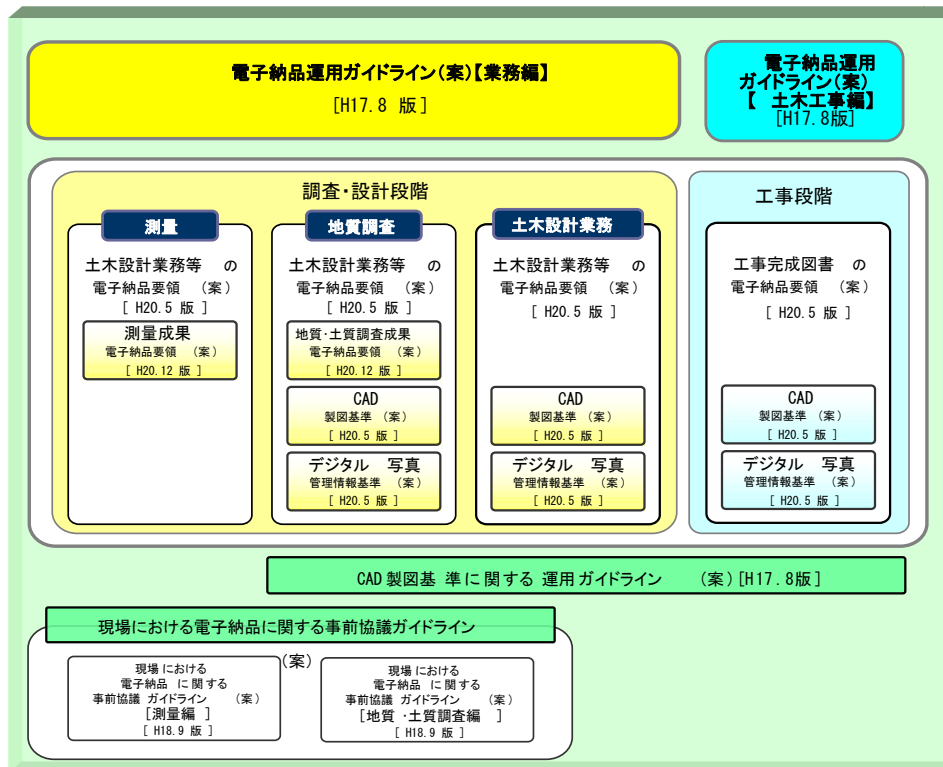 電子納品運用ガイドライン(案)【業務編】
[H17.8 版]
電子納品運用
ガイドライン(案)
【 土木工事編】
[H17.8版]
調査・設計段階
測量
土木設計業務等 の
電子納品要領 (案)
[ H20.5 版 ]
測量成果
電子納品要領 (案)
[ H20.12 版 ]
地質調査
土木設計業務等 の
電子納品要領 (案)
[ H20.5 版 ]
地質・土質調査成果
電子納品要領 (案)
[ H20.12 版 ]
CAD
製図基準 (案)
[ H20.5 版 ]
デジタル 写真
管理情報基準 (案)
[ H20.5 版 ]
土木設計業務
土木設計業務等 の
電子納品要領 (案)
[ H20.5 版 ]
CAD
製図基準 (案)
[ H20.5 版 ]
デジタル 写真
管理情報基準 (案)
[ H20.5 版 ]
工事段階
工事完成図書 の
電子納品要領 (案)
[ H20.5 版 ]
CAD
製図基準 (案)
[ H20.5 版 ]
デジタル 写真
管理情報基準 (案)
[ H20.5 版 ]
CAD 製図基 準に関する 運用ガイドライン (案)[H17.8版]
現場における電子納品に関する事前協議ガイドライン
(案)
現場 における
電子納品 に 関 する
事前協議 ガイドライン (案)
[測量編 ]
[ H18.9 版 ]
現場 における
電子納品 に 関 する
事前協議 ガイドライン (案)
[地質 ・土質調査編 ]
[ H18.9 版 ]